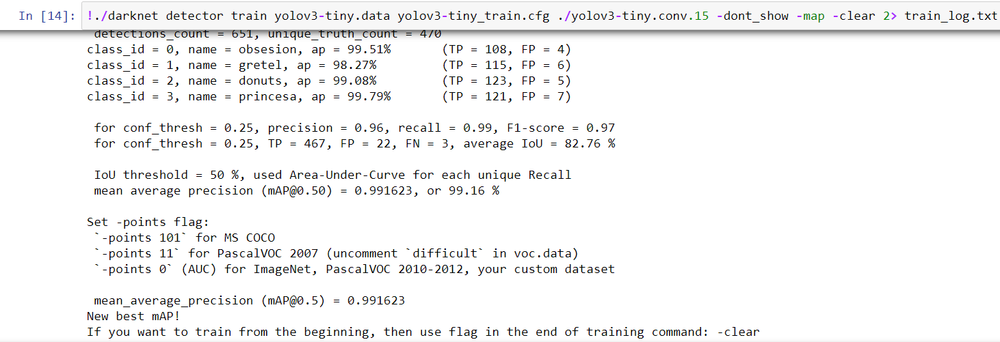 In [14]: !./darknet detector train yolov3-tiny.data yolov3-tiny_train.cfg ./yolov3-tiny.conv.15 -dont_show -map -clear 2> train_log.txt
detections_count = 651, unique_truth_count = 470
class_id = 0, name = obsesion, ap = 99.51% (TP = 108, FP = 4)
class_id = 1, name = gretel, ap = 98.27% (TP = 115, FP = 6)
class_id = 2, name = donuts, ap = 99.08% (TP = 123, FP = 5)
class_id = 3, name = princesa, ap = 99.79% (TP = 121, FP = 7)
for conf_thresh = 0.25, precision = 0.96, recall = 0.99, F1-score = 0.97
for conf_thresh = 0.25, TP = 467, FP = 22, FN = 3, average IoU = 82.76 %
IoU threshold = 50 %, used Area-Under-Curve for each unique Recall
mean average precision (mAP@0.50) = 0.991623, or 99.16 %
Set -points flag:
`-points 101` for MS COCO
`-points 11` for PascalVOC 2007 (uncomment `difficult` in voc.data)
`-points 0` (AUC) for ImageNet, PascalVOC 2010-2012, your custom dataset
mean_average_precision (mAP@0.5) = 0.991623
New best mAP!
If you want to train from the beginning, then use flag in the end of training command: -clear